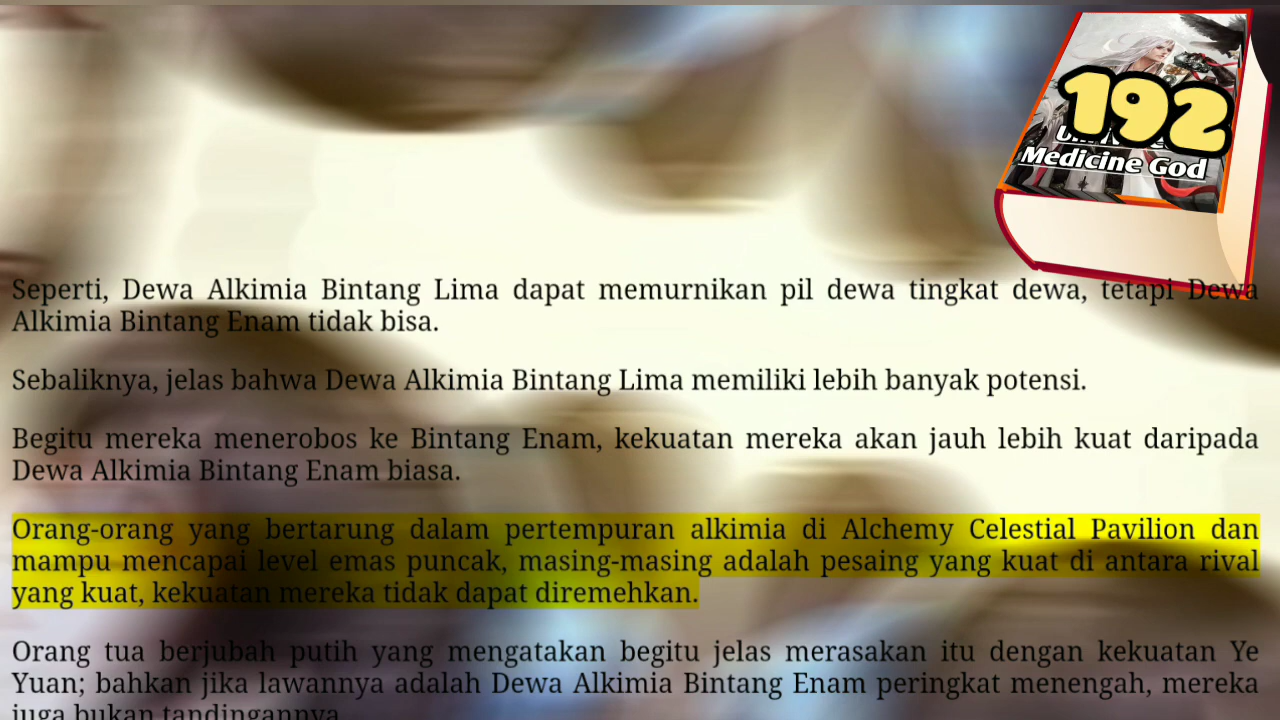 192
Medicine God
Seperti, Dewa Alkimia Bintang Lima dapat memurnikan pil dewa tingkat dewa, tetapi Dewa
Alkimia Bintang Enam tidak bisa.
Sebaliknya, jelas bahwa Dewa Alkimia Bintang Lima memiliki lebih banyak potensi.
Begitu mereka menerobos ke Bintang Enam, kekuatan mereka akan jauh lebih kuat daripada
Dewa Alkimia Bintang Enam biasa.
Orang-orang yang bertarung dalam pertempuran alkimia di Alchemy Celestial Pavilion dan
mampu mencapai level emas puncak, masing-masing adalah pesaing yang kuat di antara rival
yang kuat, kekuatan mereka tidak dapat diremehkan.
Orang tua berjubah putih yang mengatakan begitu jelas merasakan itu dengan kekuatan Ye
Yuan; bahkan jika lawannya adalah Dewa Alkimia Bintang Enam peringkat menengah, mereka
juga bukan tandingannya.